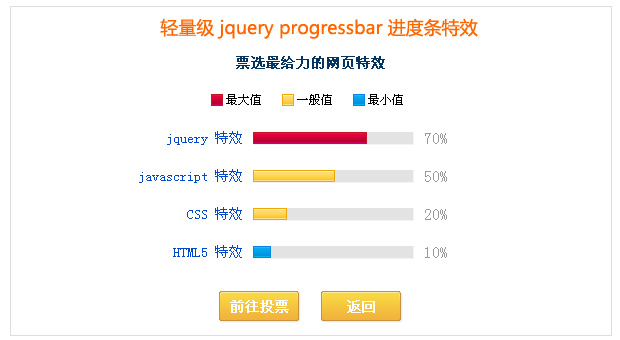 轻量级 jquery progressbar 进度条特效
票选最给力的网页特效
最大值 一般值 最小值
jquery 特效 70%
javascript 特效 50%
CSS 特效 20%
HTML5 特效 10%
前往投票 返回